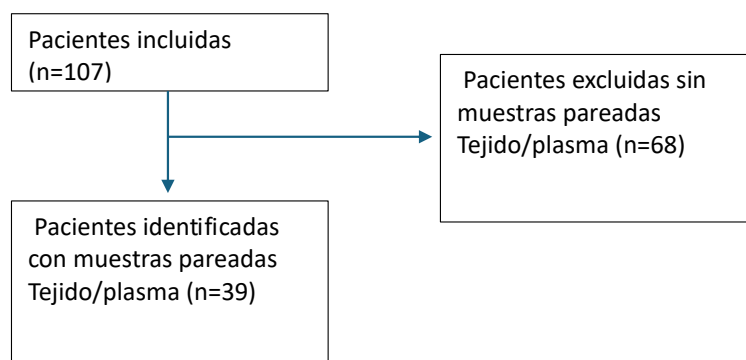 Pacientes incluidas
(n=107)
Pacientes excluidas sin
muestras pareadas
Tejido/plasma (n=68)
Pacientes identificadas
con muestras pareadas
Tejido/plasma (n=39)